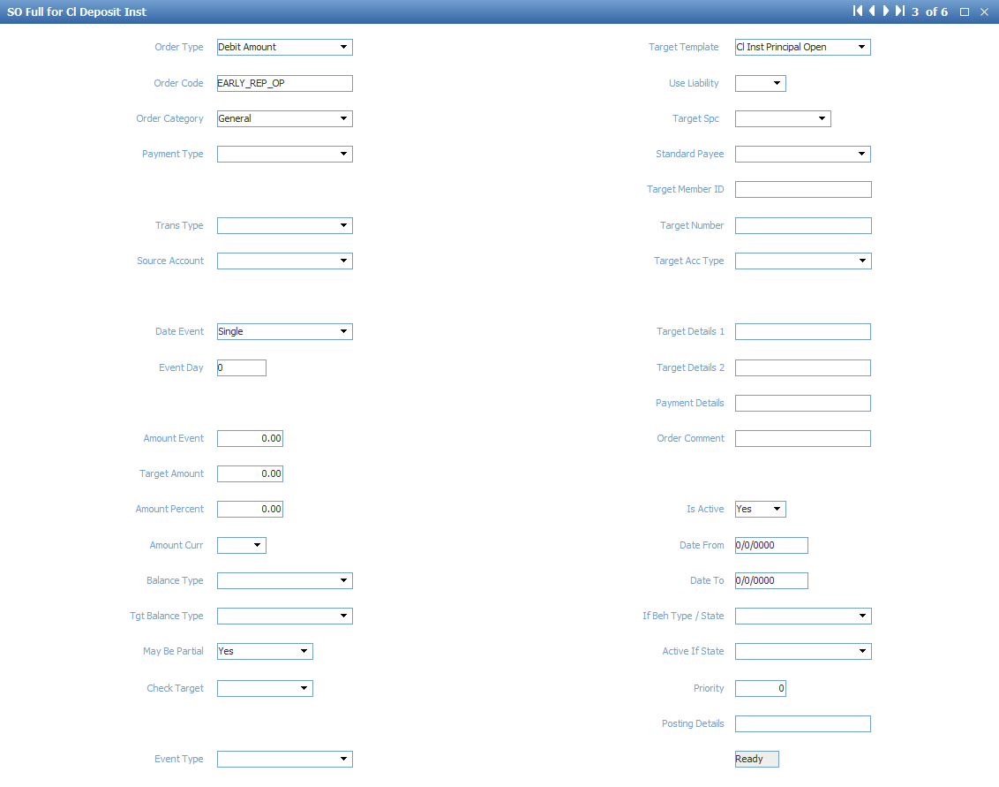 SO Full for Cl Deposit Inst 3 of 6
Order Type Debit Amount Target Template Cl Inst Principal Open
Order Code EARLY_REP_OP Use Liability
Order Category General Target Spc
Payment Type Standard Payee
Target Member ID
Trans Type Target Number
Source Account Target Acc Type
Date Event Single Target Details 1
Event Day 0 Target Details 2
Payment Details
Amount Event 0.00 Order Comment
Target Amount 0.00
Amount Percent 0.00 Is Active Yes
Amount Curr Date From 0/0/0000
Balance Type Date To 0/0/0000
Tgt Balance Type If Beh Type / State
May Be Partial Yes Active If State
Check Target Priority 0
Posting Details
Event Type Ready